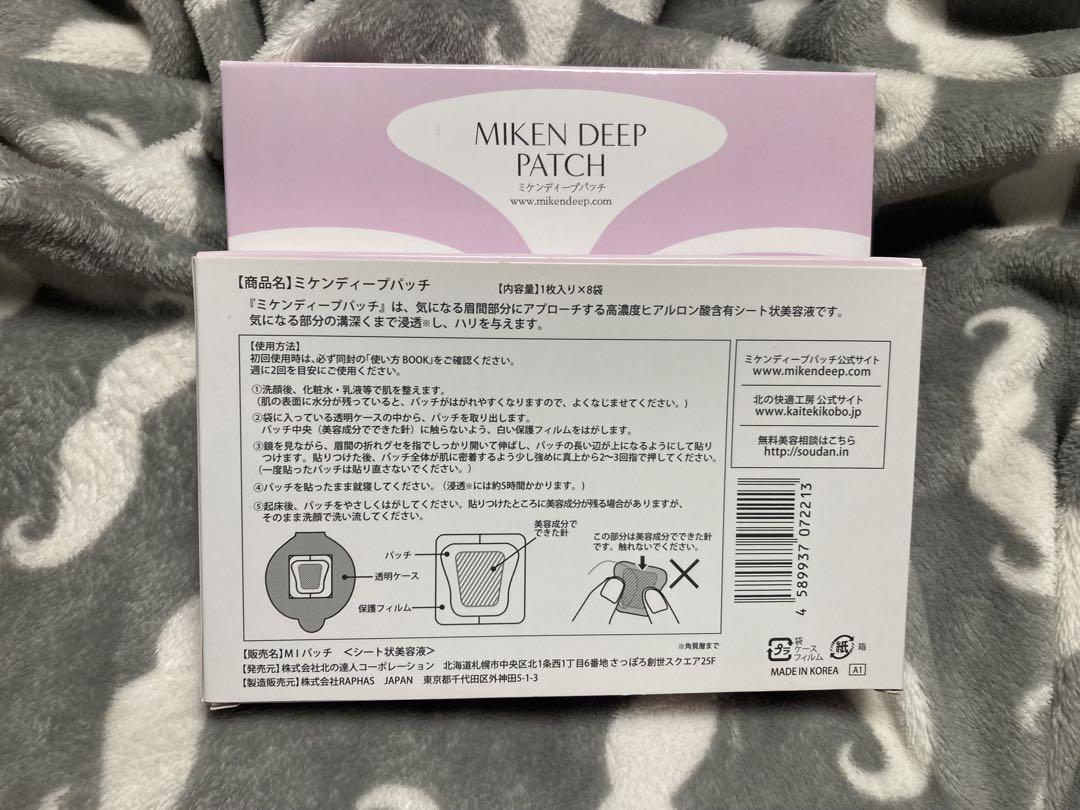 MIKEN DEEP
PATCH
ミケンディープパッチ
www.mikendeep.com
【商品名】ミケンディープパッチ
【内容量】1枚入り×8袋
『ミケンディープパッチ』は、気になる眉間部分にアプローチする高濃度ヒアルロン酸含有シート状美容液です。
気になる部分の溝深くまで浸透※し、ハリを与えます。
【使用方法】
初回使用時は、必ず同封の「使い方 BOOK」をご確認ください。
週に2回を目安にご使用ください。
①洗顔後、化粧水・乳液等で肌を整えます。
(肌の表面に水分が残っていると、パッチがはがれやすくなりますので、よくなじませてください。)
②袋に入っている透明ケースの中から、パッチを取り出します。
パッチ中央(美容成分でできた針)に触らないよう、白い保護フィルムをはがします。
③鏡を見ながら、眉間の折れグセを指でしっかり開いて伸ばし、パッチの長い辺が上になるようにして貼り
つけます。貼りつけた後、パッチ全体が肌に密着するよう少し強めに真上から2〜3回指で押してください。
(一度貼ったパッチは貼り直さないでください。)
④パッチを貼ったまま就寝してください。(浸透※には約5時間かかります。)
⑤起床後、パッチをやさしくはがしてください。貼りつけたところに美容成分が残る場合がありますが、
そのまま洗顔で洗い流してください。
パッチ
透明ケース
保護フィルム
美容成分で
できた針
この部分は美容成分でできた針
です。触れないでください。
ミケンディープパッチ公式サイト
www.mikendeep.com
北の快適工房 公式サイト
www.kaitekikobo.jp
無料美容相談はこちら
http://soudan.in
4 589937 072213
※角質層まで
【販売名】MIパッチ <シート状美容液>
【発売元】株式会社北の達人コーポレーション 北海道札幌市中央区北1条西1丁目6番地 さっぽろ創世スクエア25F
【製造販売元】株式会社RAPHAS JAPAN 東京都千代田区外神田5-1-3
プラ
袋
ケース
フィルム
紙
箱
MADE IN KOREA
A1